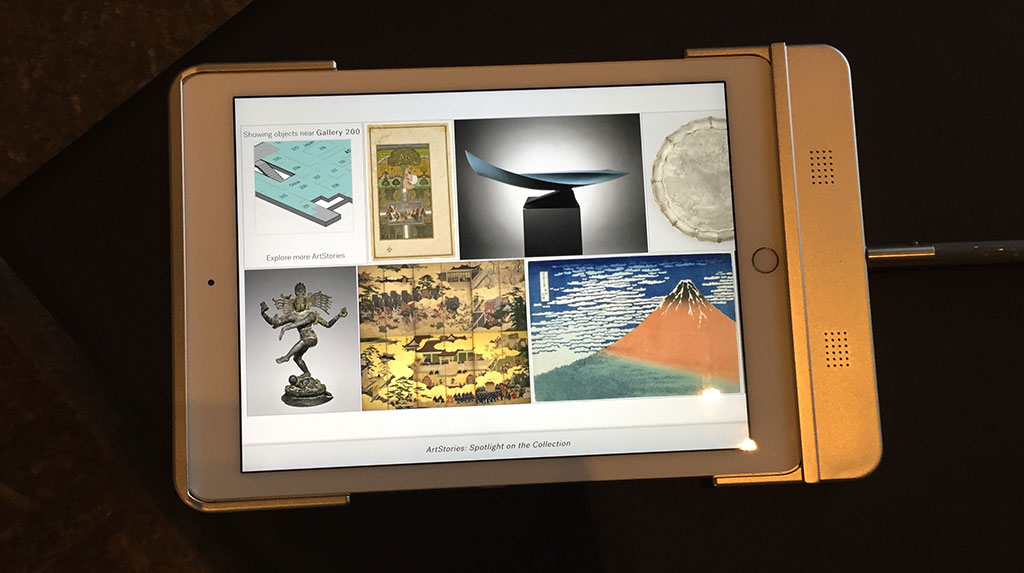 Showing objects near Gallery 200
Explore more ArtStories
ArtStories: Spotlight on the Collection